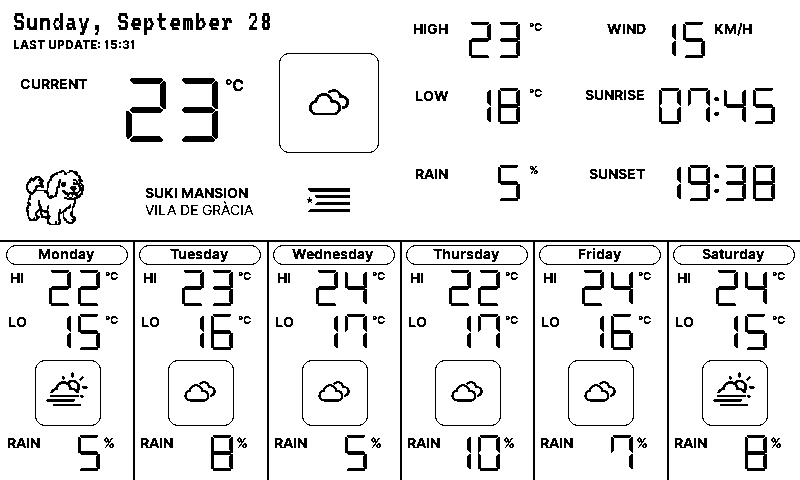 Sunday, September 28
LAST UPDATE: 15:31
CURRENT 23 °C
SUKI MANSION
VILA DE GRÀCIA
HIGH 23 °C
LOW 18 °C
RAIN 5 %
WIND 15 KM/H
SUNRISE 07:45
SUNSET 19:38
Monday
HI 22 °C
LO 15 °C
RAIN 5 %
Tuesday
HI 23 °C
LO 16 °C
RAIN 8 %
Wednesday
HI 24 °C
LO 17 °C
RAIN 5 %
Thursday
HI 22 °C
LO 17 °C
RAIN 10 %
Friday
HI 24 °C
LO 16 °C
RAIN 7 %
Saturday
HI 24 °C
LO 15 °C
RAIN 8 %